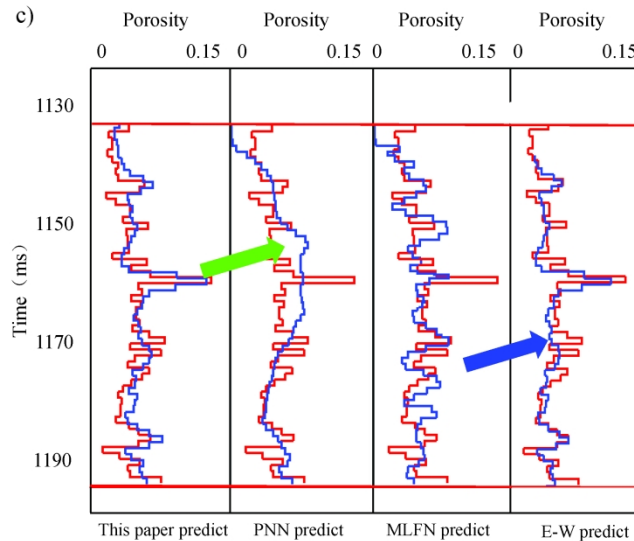 c)
Porosity Porosity Porosity Porosity
0 0.15 0 0.15 0 0.15 0 0.15
1130
1150
Time（ms）
1170
1190
This paper predict PNN predict MLFN predict E-W predict